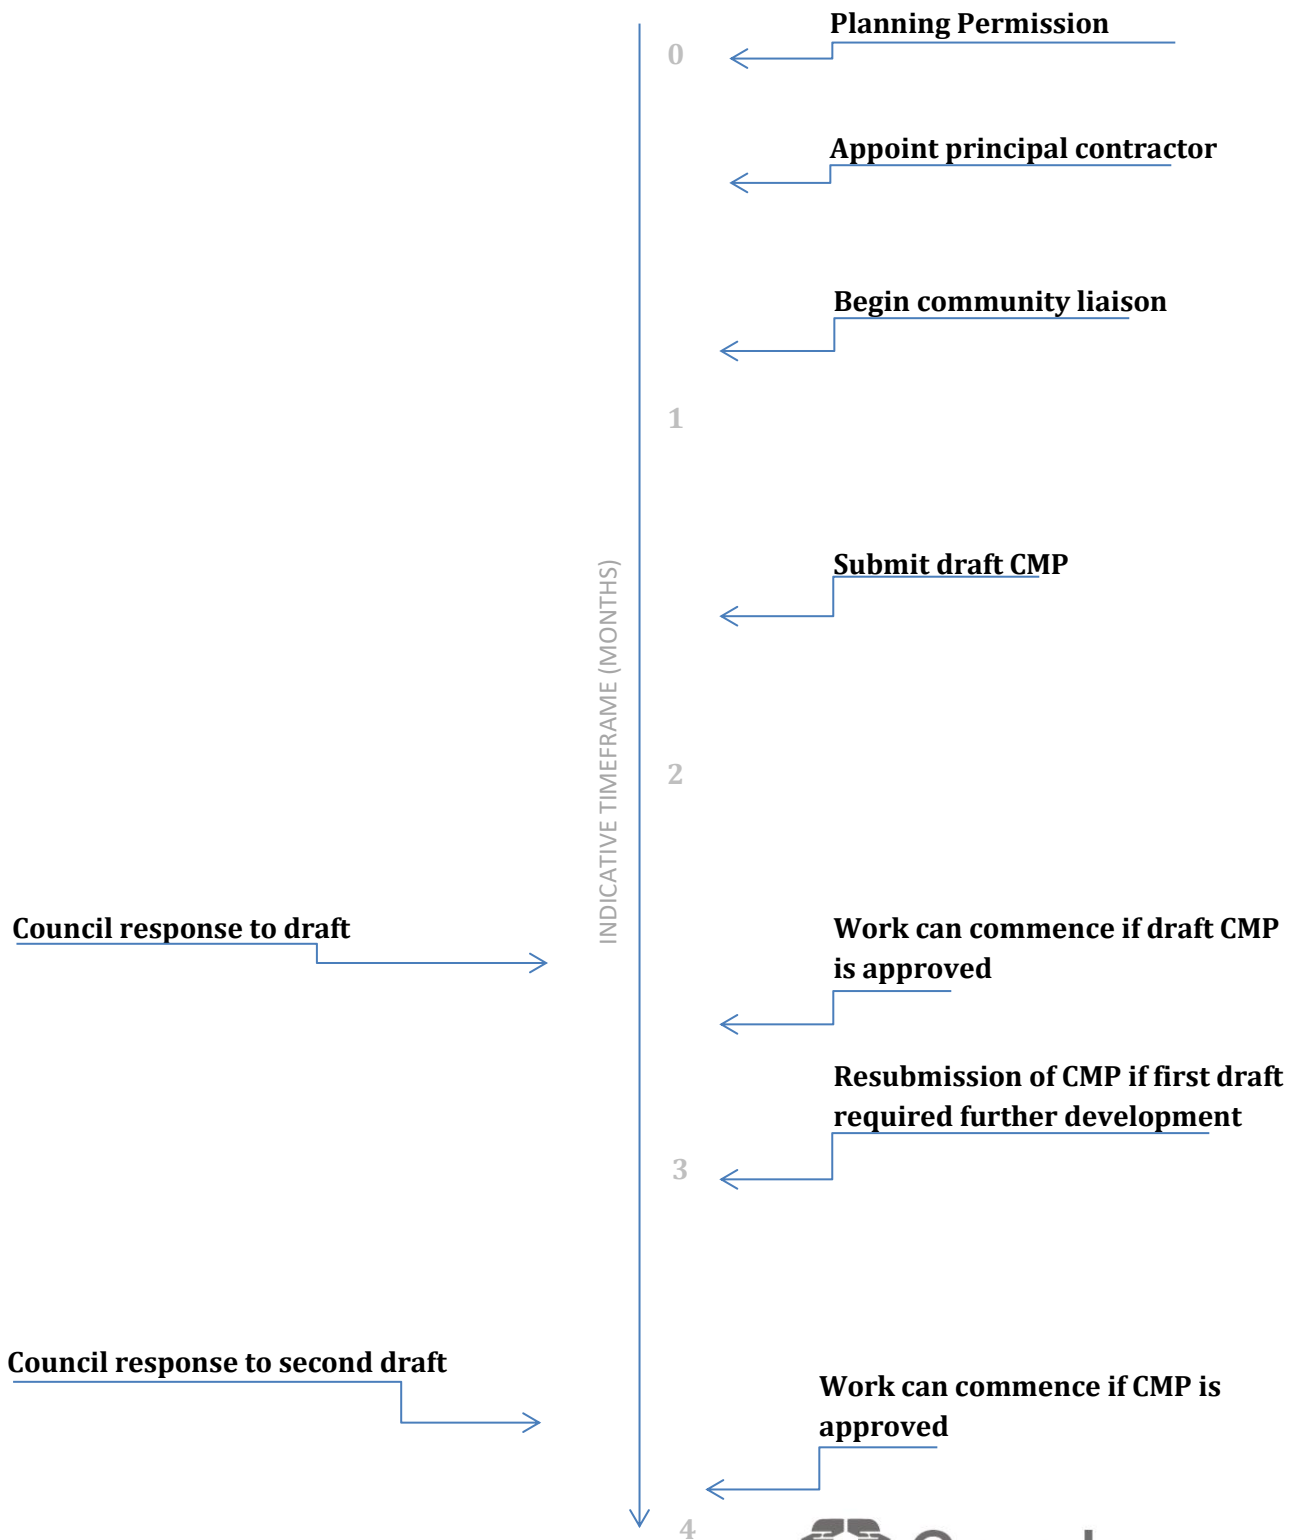 Planning Permission
0
Appoint principal contractor
Begin community liaison
1
Submit draft CMP
INDICATIVE TIMEFRAME (MONTHS)
2
Council response to draft
Work can commence if draft CMP
is approved
Resubmission of CMP if first draft
required further development
3
Council response to second draft
Work can commence if CMP is
approved
4